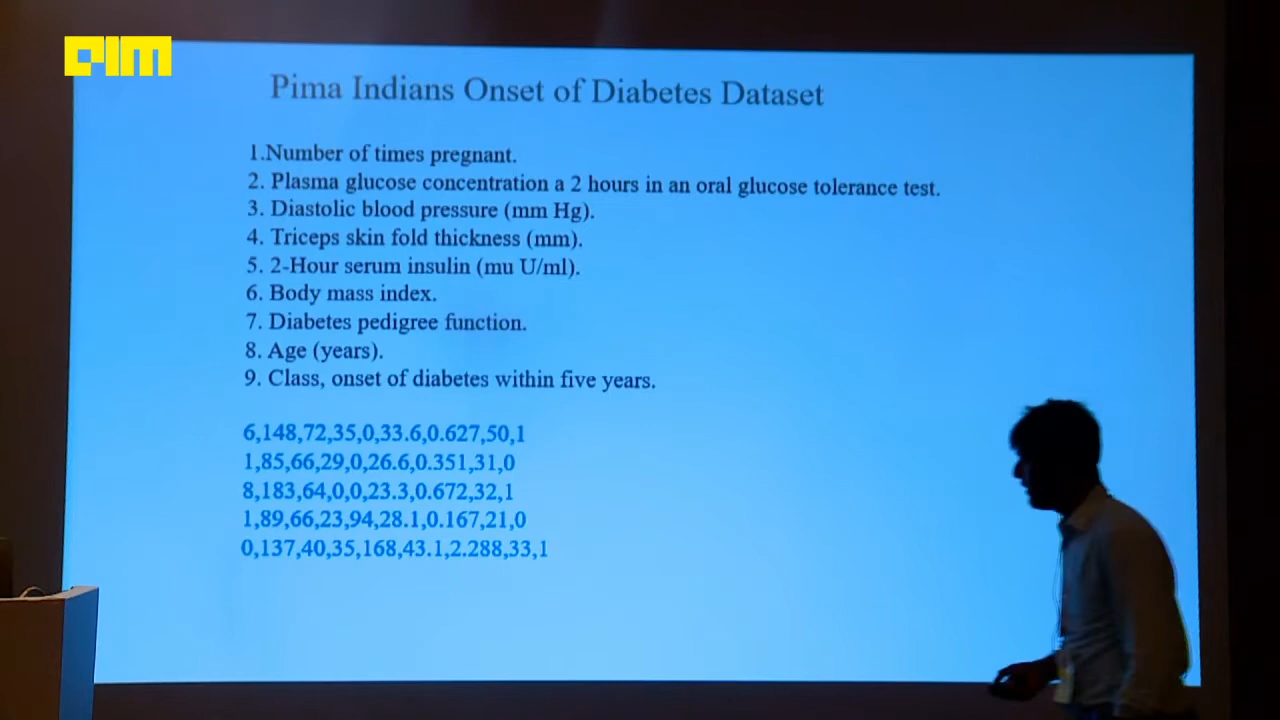 AIM
Pima Indians Onset of Diabetes Dataset
1.Number of times pregnant.
2. Plasma glucose concentration a 2 hours in an oral glucose tolerance test.
3. Diastolic blood pressure (mm Hg).
4. Triceps skin fold thickness (mm).
5. 2-Hour serum insulin (mu U/ml).
6. Body mass index.
7. Diabetes pedigree function.
8. Age (years).
9. Class, onset of diabetes within five years.
6,148,72,35,0,33.6,0.627,50,1
1,85,66,29,0,26.6,0.351,31,0
8,183,64,0,0,23.3,0.672,32,1
1,89,66,23,94,28.1,0.167,21,0
0,137,40,35,168,43.1,2.288,33,1